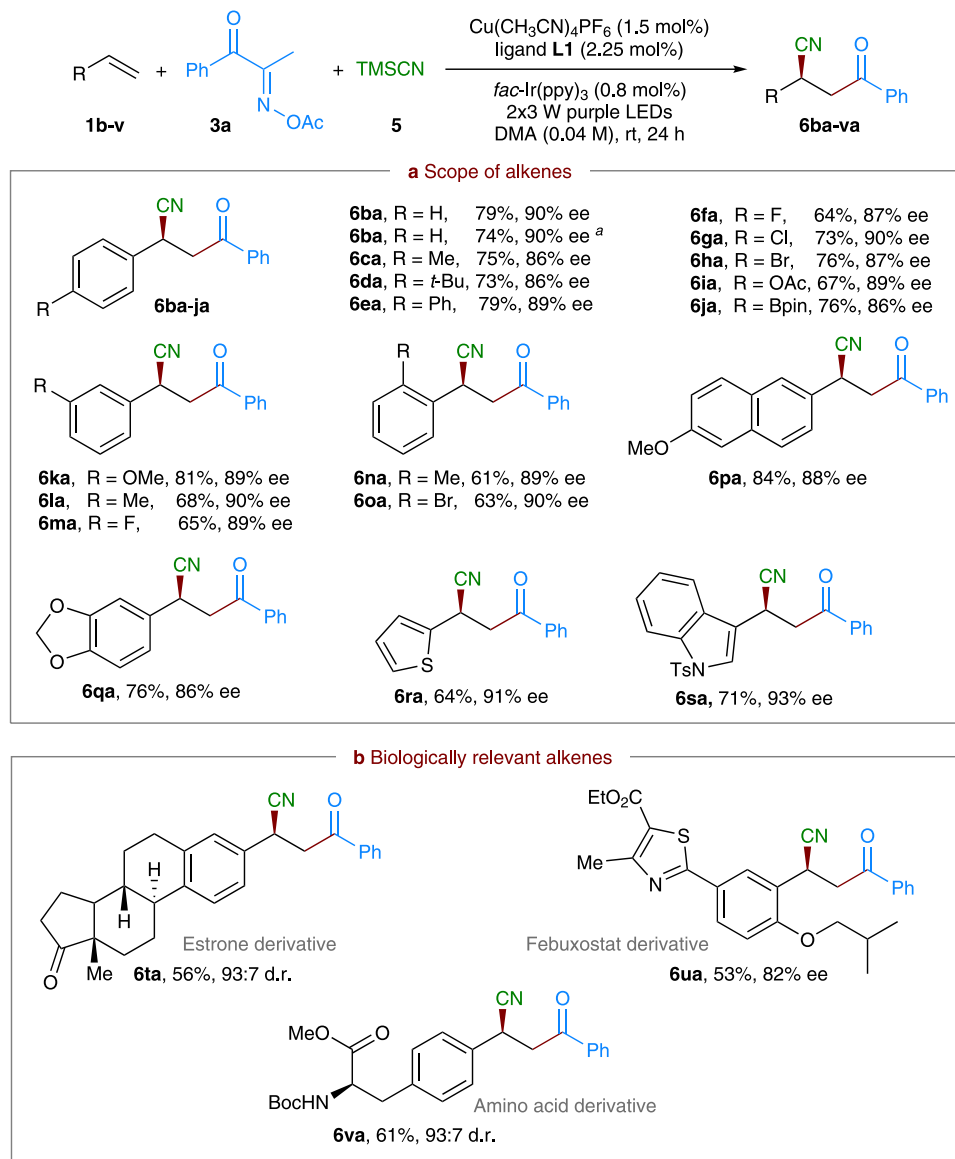 Cu(CH3CN)4PF6 (1.5 mol%)
ligand L1 (2.25 mol%)
R + Ph O Me N OAc + TMSCN
fac-Ir(ppy)3 (0.8 mol%)
2x3 W purple LEDs
DMA (0.04 M), rt, 24 h
CN O R Ph
1b-v 3a 5 6ba-va
a Scope of alkenes
CN O Ph R
6ba-ja
6ba, R = H, 79%, 90% ee
6ba, R = H, 74%, 90% ee a
6ca, R = Me, 75%, 86% ee
6da, R = t-Bu, 73%, 86% ee
6ea, R = Ph, 79%, 89% ee
6fa, R = F, 64%, 87% ee
6ga, R = Cl, 73%, 90% ee
6ha, R = Br, 76%, 87% ee
6ia, R = OAc, 67%, 89% ee
6ja, R = Bpin, 76%, 86% ee
R CN O Ph
6ka, R = OMe, 81%, 89% ee
6la, R = Me, 68%, 90% ee
6ma, R = F, 65%, 89% ee
R CN O Ph
6na, R = Me, 61%, 89% ee
6oa, R = Br, 63%, 90% ee
CN O Ph MeO
6pa, 84%, 88% ee
O O CN O Ph
6qa, 76%, 86% ee
S CN O Ph
6ra, 64%, 91% ee
TsN CN O Ph
6sa, 71%, 93% ee
b Biologically relevant alkenes
CN O Ph H H O Me
Estrone derivative
6ta, 56%, 93:7 d.r.
EtO2C S Me N CN O Ph O
Febuxostat derivative
6ua, 53%, 82% ee
MeO O BocHN CN O Ph
Amino acid derivative
6va, 61%, 93:7 d.r.